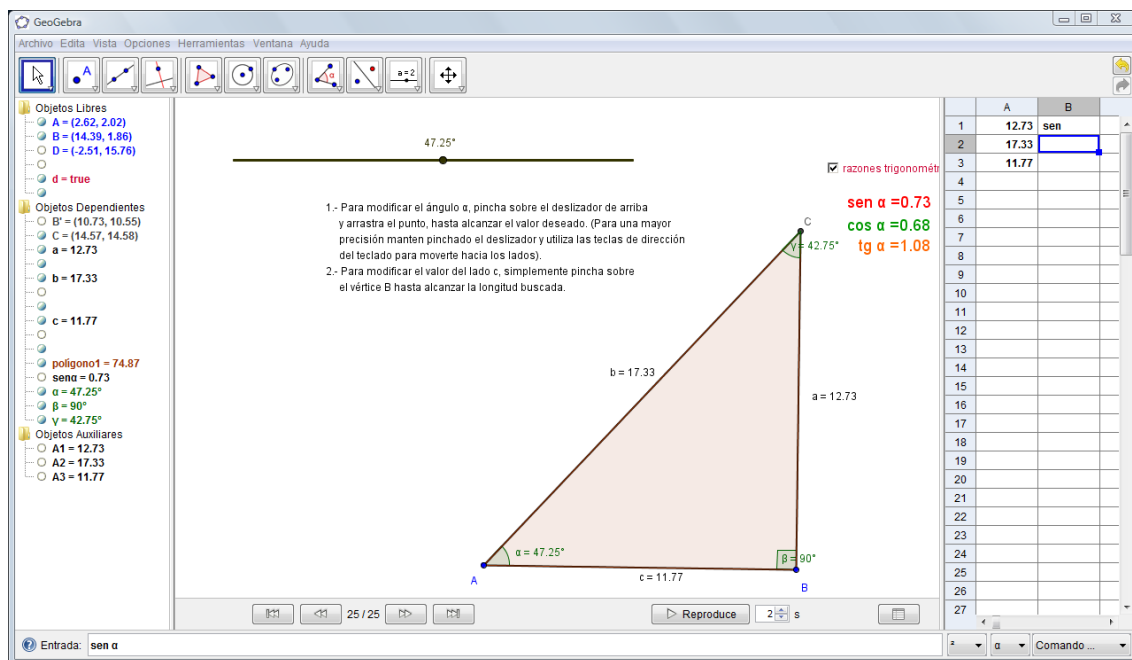 GeoGebra
Archivo Edita Vista Opciones Herramientas Ventana Ayuda
A
α
a = 2
Objetos Libres
A = (2.62, 2.02)
B = (14.39, 1.86)
D = (-2.51, 15.76)
d = true
Objetos Dependientes
B' = (10.73, 10.55)
C = (14.57, 14.58)
a = 12.73
b = 17.33
c = 11.77
polígono1 = 74.87
senα = 0.73
α = 47.25°
β = 90°
γ = 42.75°
Objetos Auxiliares
A1 = 12.73
A2 = 17.33
A3 = 11.77
47.25°
razones trigonométr
1.- Para modificar el ángulo α, pincha sobre el deslizador de arriba
y arrastra el punto, hasta alcanzar el valor deseado. (Para una mayor
precisión manten pinchado el deslizador y utiliza las teclas de dirección
del teclado para moverte hacia los lados).
2.- Para modificar el valor del lado c, simplemente pincha sobre
el vértice B hasta alcanzar la longitud buscada.
sen α =0.73
cos α =0.68
tg α =1.08
C
γ = 42.75°
b = 17.33
a = 12.73
α = 47.25°
β = 90°
A
c = 11.77
B
25 / 25
Reproduce
2
s
A B
1 12.73 sen
2 17.33
3 11.77
4
5
6
7
8
9
10
11
12
13
14
15
16
17
18
19
20
21
22
23
24
25
26
27
Entrada: sen α
² α Comando ...